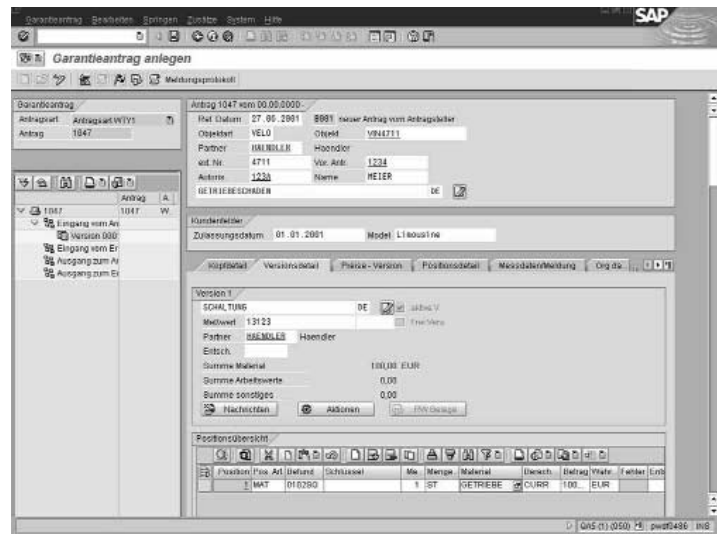 Garantieantrag Bearbeiten Springen Zusätze System Hilfe
SAP
Garantieantrag anlegen
Meldungsprotokoll
Garantieantrag
Antragsart Antragsart WTY1
Antrag 1047
Antrag A.
1047 1047 W.
Eingang vom An
Version 000
Eingang vom Er
Ausgang zum A
Ausgang zum E
Antrag 1047 vom 00.00.0000-
Ref. Datum 27.06.2001 B001 neuer Antrag vom Antragsteller
Objektart VELO Objekt VIN4711
Partner HAENDLER Haendler
ext. Nr. 4711 Vor. Antr. 1234
Autoris. 123A Name MEIER
GETRIEBESCHADEN DE
Kundenfelder
Zulassungsdatum 01.01.2001 Model Limousine
Kopfdetail Versionsdetail Preise - Version Positionsdetail Messdaten/Meldung Org.da
Version 1
SCHALTUNG DE aktive V
Meßwert 13123 Frei Vers.
Partner HAENDLER Haendler
Entsch.
Summe Material 100,00 EUR
Summe Arbeitswerte 0,00
Summe sonstiges 0,00
Nachrichten Aktionen RW-Belege
Positionsübersicht
Position Pos. Art Befund Schlüssel Me.. Menge.. Material Berech.. Betrag Währ.. Fehler Entb
1 MAT 010280 1 ST GETRIEBE CURR 100... EUR
QAS (1) (050) pwdf0486 INS